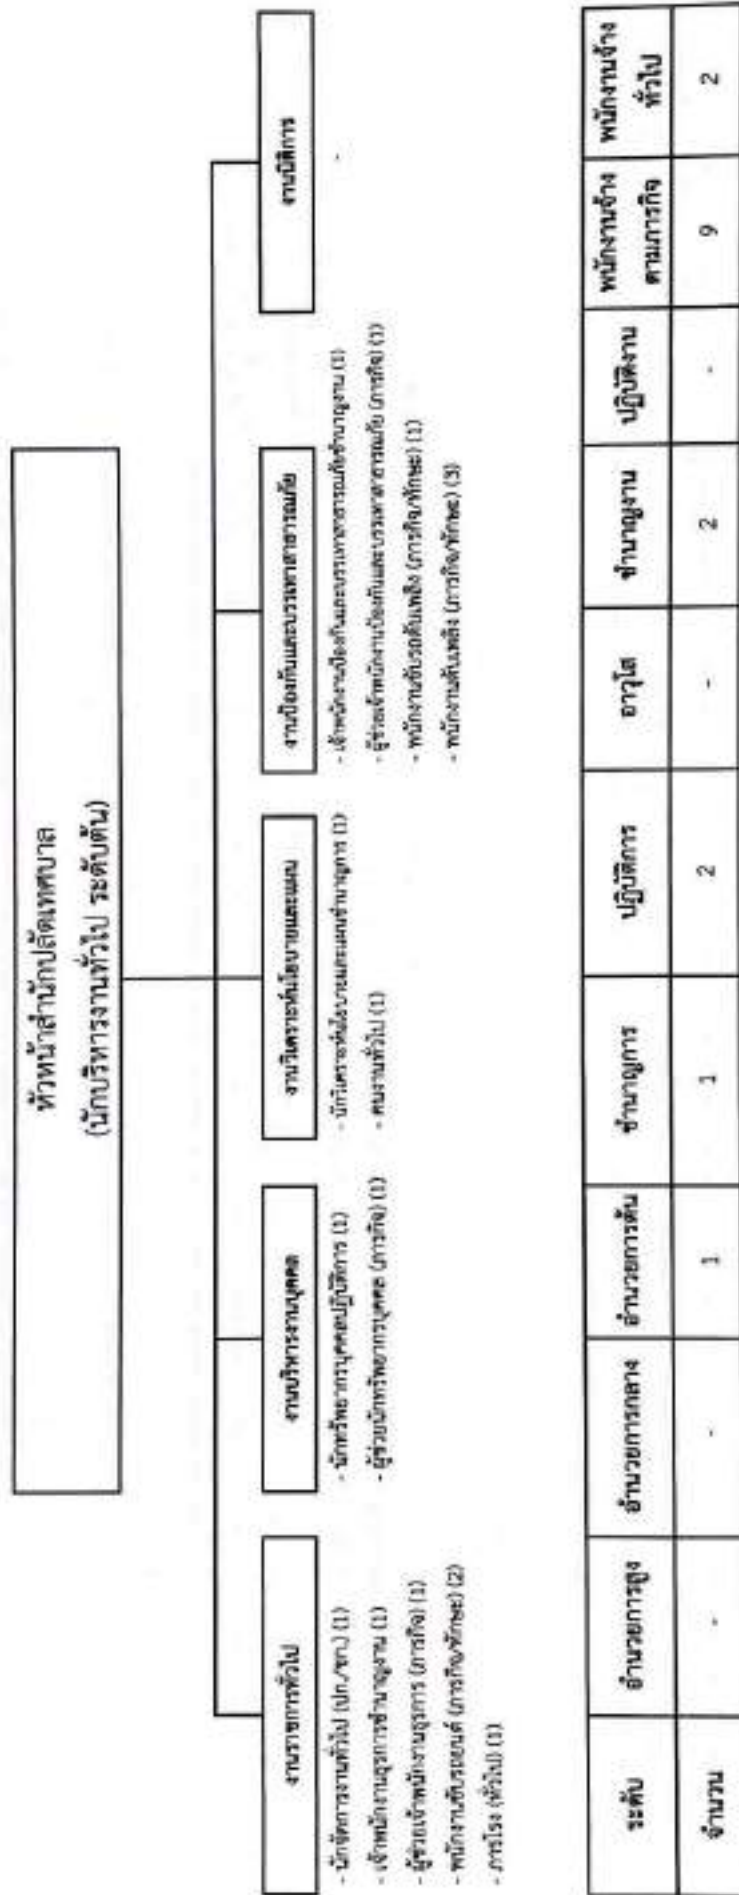 หัวหน้าสำนักปลัดเทศบาล
(นักบริหารงานทั่วไป ระดับต้น)
งานราชการทั่วไป
- นักจัดการงานทั่วไป (ปก./ชก.) (1)
- เจ้าพนักงานธุรการชำนาญงาน (1)
- ผู้ช่วยเจ้าพนักงานธุรการ (ภารกิจ) (1)
- พนักงานขับรถยนต์ (ภารกิจ/ทักษะ) (2)
- ภารโรง (ทั่วไป) (1)
งานบริหารงานบุคคล
- นักทรัพยากรบุคคลปฏิบัติการ (1)
- ผู้ช่วยนักทรัพยากรบุคคล (ภารกิจ) (1)
งานวิเคราะห์นโยบายและแผน
- นักวิเคราะห์นโยบายและแผนชำนาญการ (1)
- คนงานทั่วไป (1)
งานป้องกันและบรรเทาสาธารณภัย
- เจ้าพนักงานป้องกันและบรรเทาสาธารณภัยชำนาญงาน (1)
- ผู้ช่วยเจ้าพนักงานป้องกันและบรรเทาสาธารณภัย (ภารกิจ) (1)
- พนักงานขับรถดับเพลิง (ภารกิจ/ทักษะ) (1)
- พนักงานดับเพลิง (ภารกิจ/ทักษะ) (3)
งานนิติการ
-
ระดับ อำนวยการสูง อำนวยการกลาง อำนวยการต้น ชำนาญการ ปฏิบัติการ อาวุโส ชำนาญงาน ปฏิบัติงาน พนักงานจ้างตามภารกิจ พนักงานจ้างทั่วไป
จำนวน - - 1 1 2 - 2 - 9 2